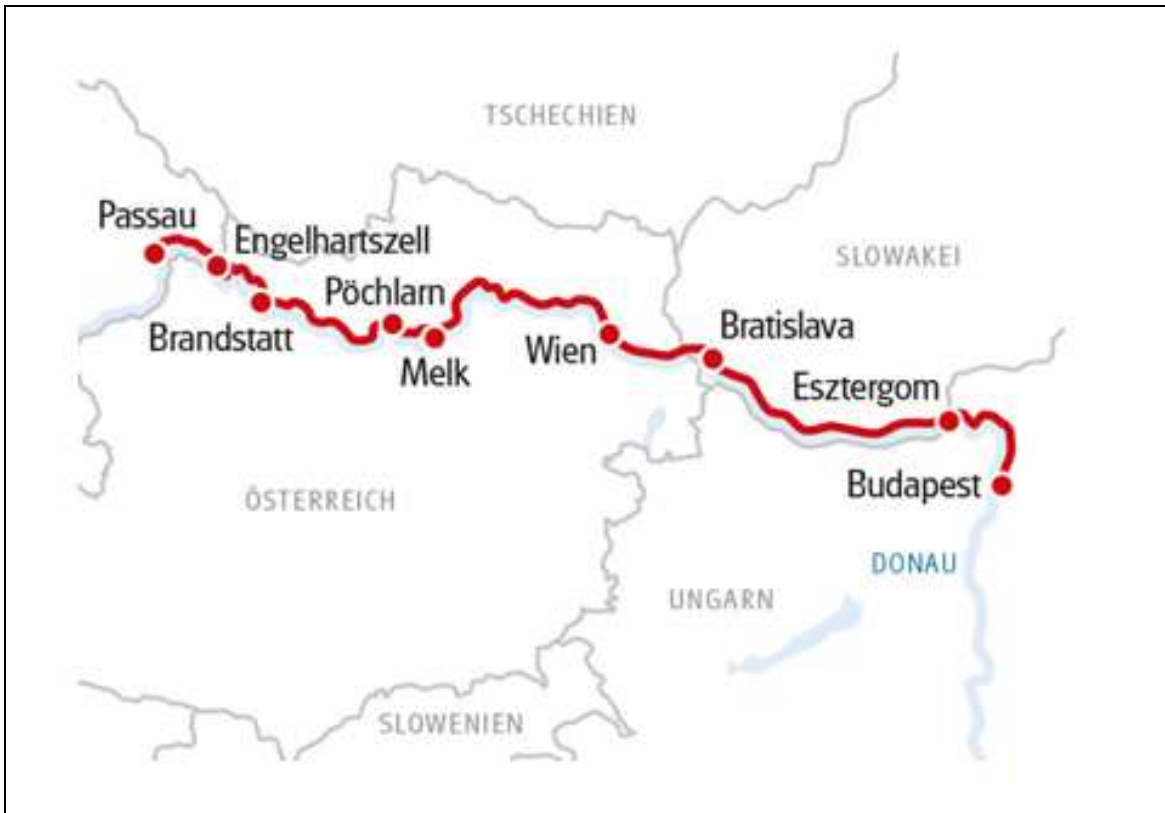 TSCHECHIEN
Passau
Engelhartszell
SLOWAKEI
Pöchlarn
Brandstatt
Melk
Wien
Bratislava
Esztergom
Budapest
ÖSTERREICH
DONAU
UNGARN
SLOWENIEN